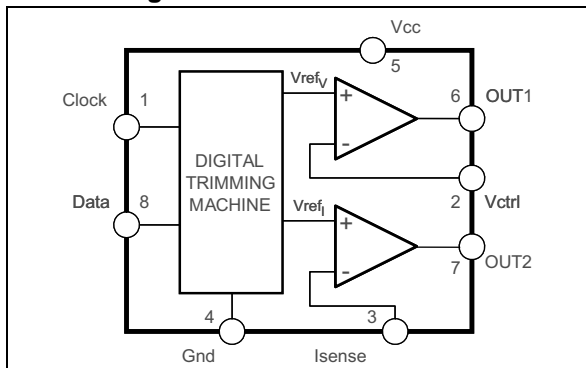 Vcc
5
Clock
1
Vref_V
6
OUT1
+
-
DIGITAL
TRIMMING
MACHINE
Data
8
2
Vctrl
Vref_I
+
-
7
OUT2
4
3
Gnd
Isense